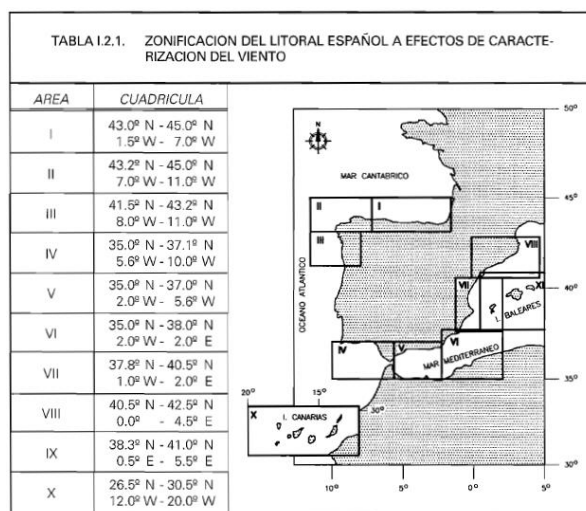 TABLA I.2.1. ZONIFICACION DEL LITORAL ESPAÑOL A EFECTOS DE CARACTE-
RIZACION DEL VIENTO
AREA CUADRICULA
I 43.0º N - 45.0º N
1.5º W - 7.0º W
II 43.2º N - 45.0º N
7.0º W - 11.0º W
III 41.5º N - 43.2º N
8.0º W - 11.0º W
IV 35.0º N - 37.1º N
5.6º W - 10.0º W
V 35.0º N - 37.0º N
2.0º W - 5.6º W
VI 35.0º N - 38.0º N
2.0º W - 2.0º E
VII 37.8º N - 40.5º N
1.0º W - 2.0º E
VIII 40.5º N - 42.5º N
0.0º - 4.5º E
IX 38.3º N - 41.0º N
0.5º E - 5.5º E
X 26.5º N - 30.5º N
12.0º W - 20.0º W
N
50º
MAR CANTABRICO
45º
II I
III
VIII
40º
VII
XI
I. BALEARES
OCEANO ATLANTICO
IV V VI
MAR MEDITERRANEO
35º
20º 15º
X I. CANARIAS 30º
30º
10º 5º 0º 5º